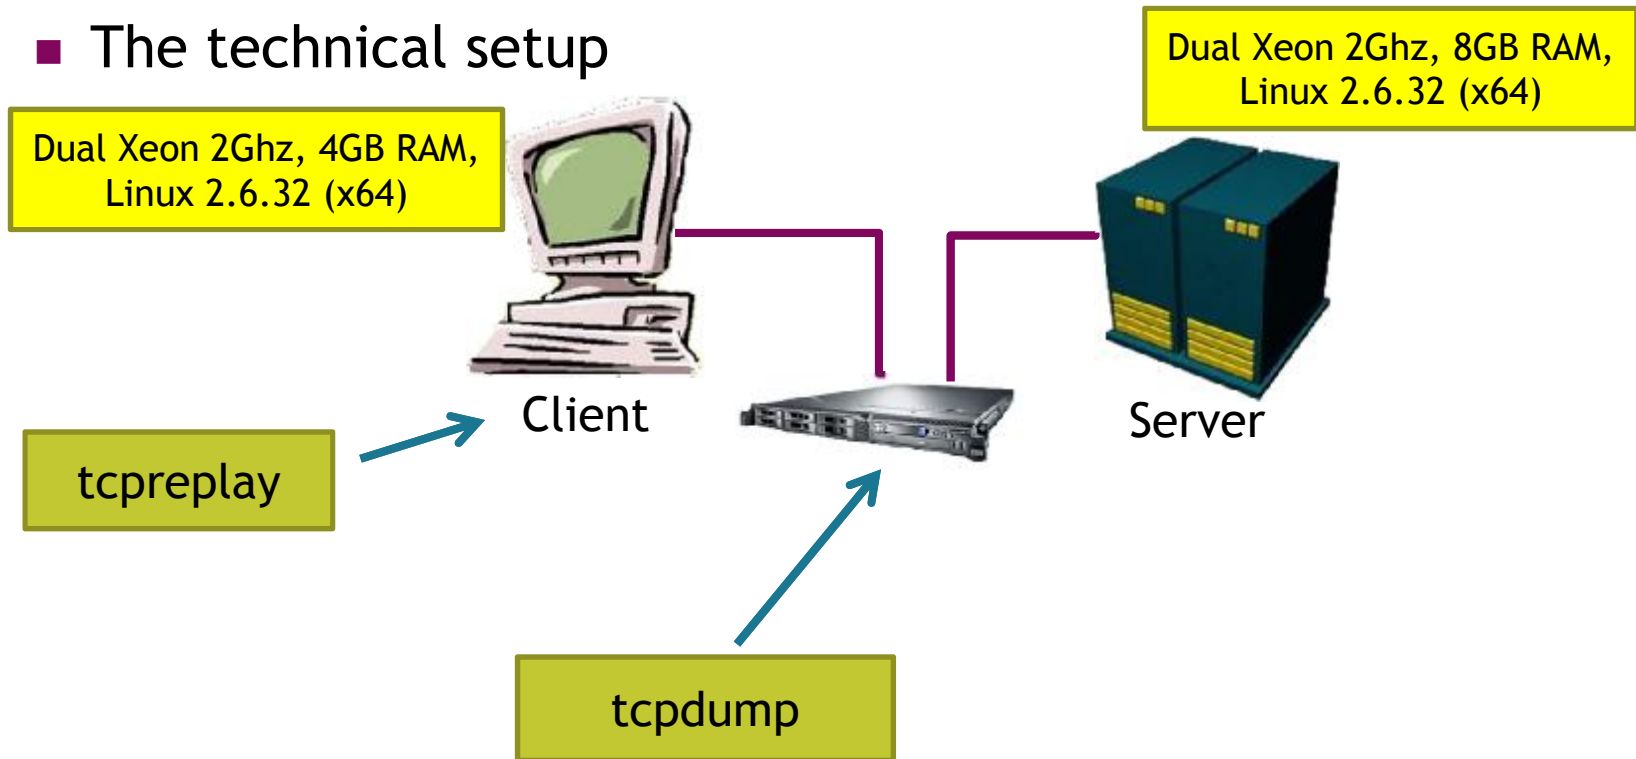 The technical setup
Dual Xeon 2Ghz, 8GB RAM,
Linux 2.6.32 (x64)
Dual Xeon 2Ghz, 4GB RAM,
Linux 2.6.32 (x64)
Client
Server
tcpreplay
tcpdump